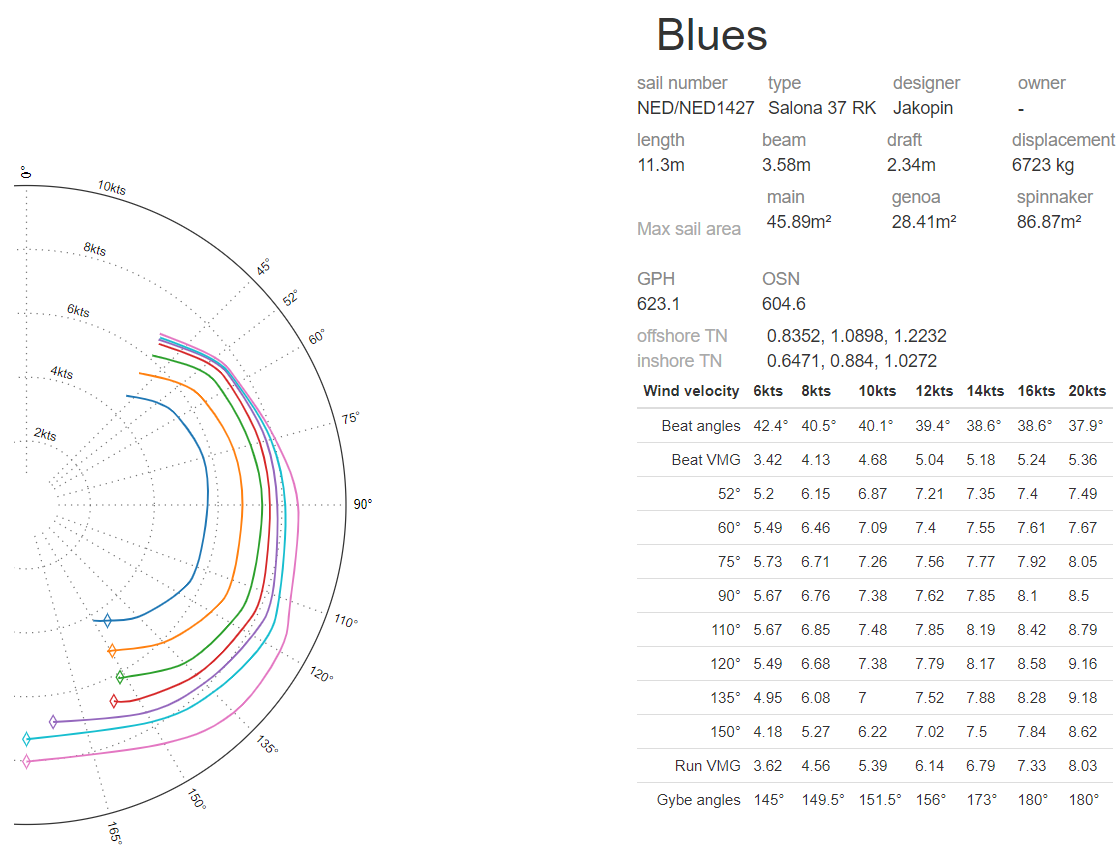 Blues
sail number type designer owner
NED/NED1427 Salona 37 RK Jakopin -
length beam draft displacement
11.3m 3.58m 2.34m 6723 kg
main genoa spinnaker
Max sail area 45.89m² 28.41m² 86.87m²
GPH OSN
623.1 604.6
offshore TN 0.8352, 1.0898, 1.2232
inshore TN 0.6471, 0.884, 1.0272
Wind velocity 6kts 8kts 10kts 12kts 14kts 16kts 20kts
Beat angles 42.4° 40.5° 40.1° 39.4° 38.6° 38.6° 37.9°
Beat VMG 3.42 4.13 4.68 5.04 5.18 5.24 5.36
52° 5.2 6.15 6.87 7.21 7.35 7.4 7.49
60° 5.49 6.46 7.09 7.4 7.55 7.61 7.67
75° 5.73 6.71 7.26 7.56 7.77 7.92 8.05
90° 5.67 6.76 7.38 7.62 7.85 8.1 8.5
110° 5.67 6.85 7.48 7.85 8.19 8.42 8.79
120° 5.49 6.68 7.38 7.79 8.17 8.58 9.16
135° 4.95 6.08 7 7.52 7.88 8.28 9.18
150° 4.18 5.27 6.22 7.02 7.5 7.84 8.62
Run VMG 3.62 4.56 5.39 6.14 6.79 7.33 8.03
Gybe angles 145° 149.5° 151.5° 156° 173° 180° 180°
0°
10kts
8kts
6kts
4kts
2kts
45°
52°
60°
75°
90°
110°
120°
135°
150°
165°